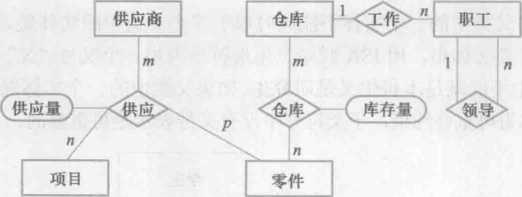 供应商 仓库 1 工作 n 职工
m m 1 n
供应量 供应 仓库 库存量 领导
n p n
项目 零件